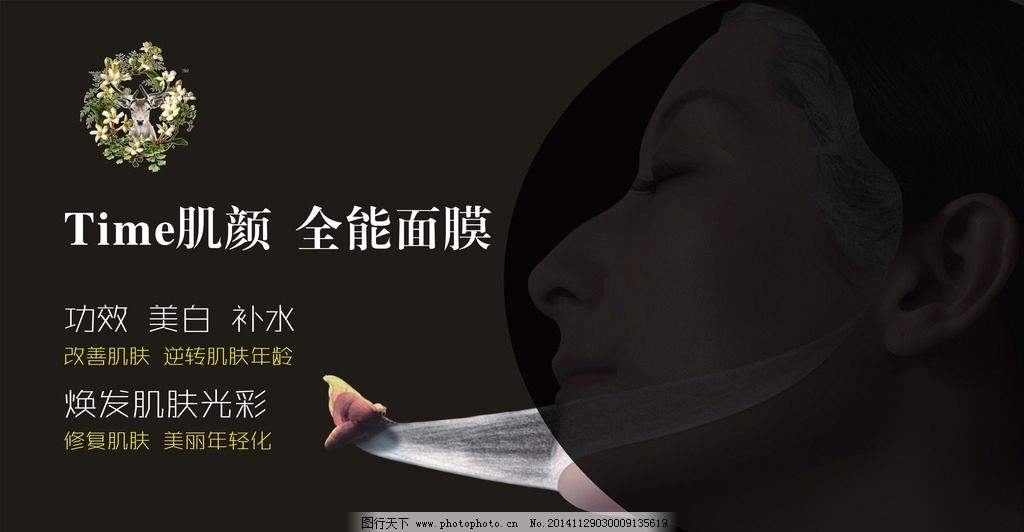 Time肌颜 全能面膜
功效 美白 补水
改善肌肤 逆转肌肤年龄
焕发肌肤光彩
修复肌肤 美丽年轻化
图行天下 www.photophoto.cn No.20141129030009135619